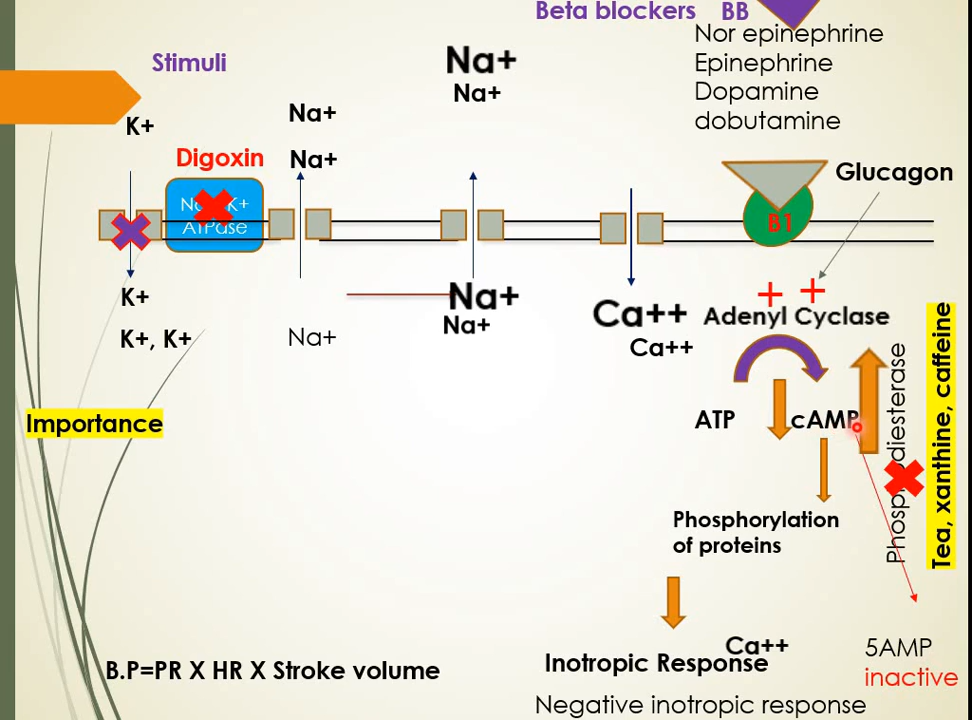 Beta blockers BB
Nor epinephrine
Epinephrine
Dopamine
dobutamine
Stimuli
Na+
Na+
Na+
K+
Digoxin
Na+
Glucagon
K+
ATPase
B1
K+
K+, K+
Na+
Na+
Na+
Ca++
Ca++
+ +
Adenyl Cyclase
ATP
cAMP
Phosphodiesterase
Tea, xanthine, caffeine
Importance
Phosphorylation
of proteins
Ca++
Inotropic Response
Negative inotropic response
5AMP
inactive
B.P=PR X HR X Stroke volume